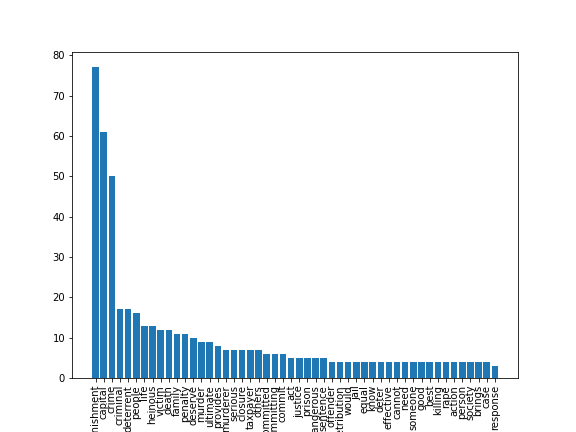 80
70
60
50
40
30
20
10
0
nishment
capital
crime
criminal
deterrent
people
life
heinous
victim
death
family
penalty
deserve
murder
ultimate
provides
murderer
serious
closure
taxpayer
others
ommitted
mmitting
commit
act
justice
prison
angerous
sentence
offender
etribution
would
jail
equal
know
deter
effective
cannot
need
someone
good
best
killing
rape
action
person
society
brings
case
response